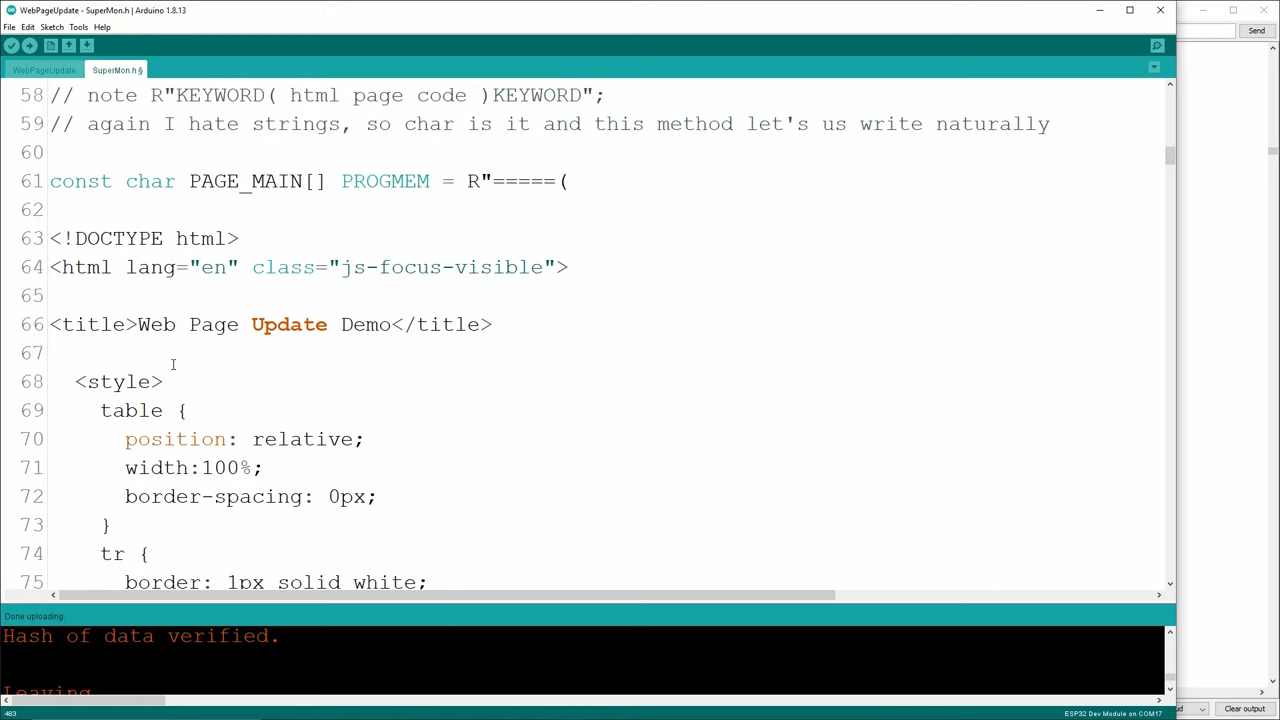 WebPageUpdate - SuperMon.h | Arduino 1.8.13
File Edit Sketch Tools Help
Send
WebPageUpdate SuperMon.h §
58 // note R"KEYWORD( html page code )KEYWORD";
59 // again I hate strings, so char is it and this method let's us write naturally
60
61 const char PAGE_MAIN[] PROGMEM = R"=====(
62
63 <!DOCTYPE html>
64 <html lang="en" class="js-focus-visible">
65
66 <title>Web Page Update Demo</title>
67
68 <style>
69 table {
70 position: relative;
71 width:100%;
72 border-spacing: 0px;
73 }
74 tr {
75 border: 1px solid white;
Done uploading.
Hash of data verified.
Leaving
Clear output
483 ESP32 Dev Module on COM17